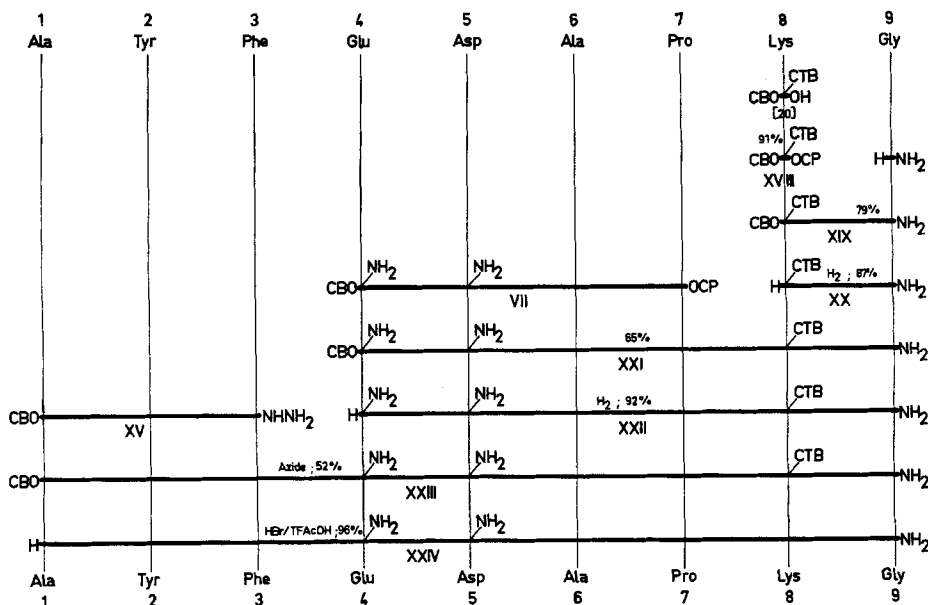 1 2 3 4 5 6 7 8 9
Ala Tyr Phe Glu Asp Ala Pro Lys Gly
CTB
CBO OH
[20]
91% CTB
CBO OCP H NH2
XVIII
CTB 79%
CBO NH2
XIX
NH2 NH2 CTB H2 ; 87%
CBO OCP H NH2
VII XX
NH2 NH2 65% CTB
CBO NH2
XXI
NH2 NH2 H2 ; 92% CTB
CBO NHNH2 H NH2
XV XXII
Azide ; 52% NH2 NH2 CTB
CBO NH2
XXIII
HBr/TFAcOH ; 96% NH2 NH2
H NH2
XXIV
Ala Tyr Phe Glu Asp Ala Pro Lys Gly
1 2 3 4 5 6 7 8 9